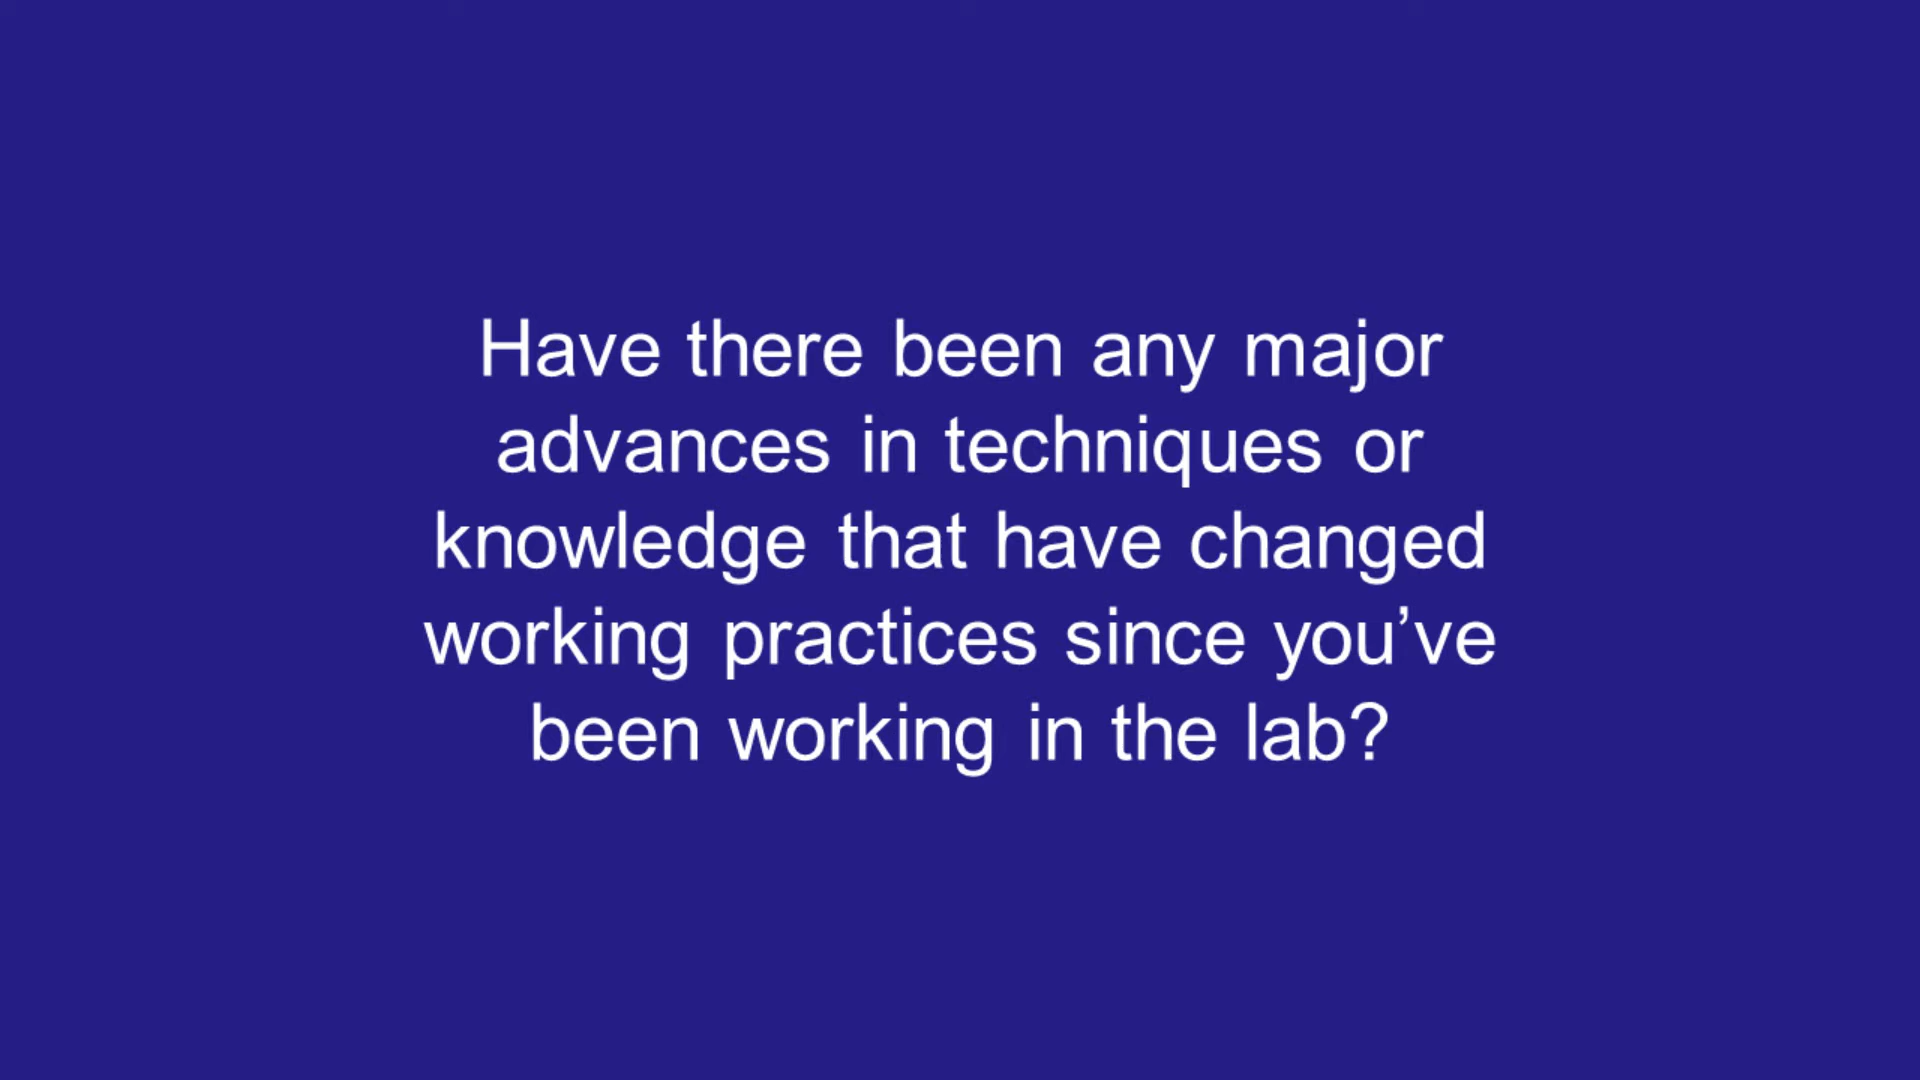 Have there been any major
advances in techniques or
knowledge that have changed
working practices since you’ve
been working in the lab?